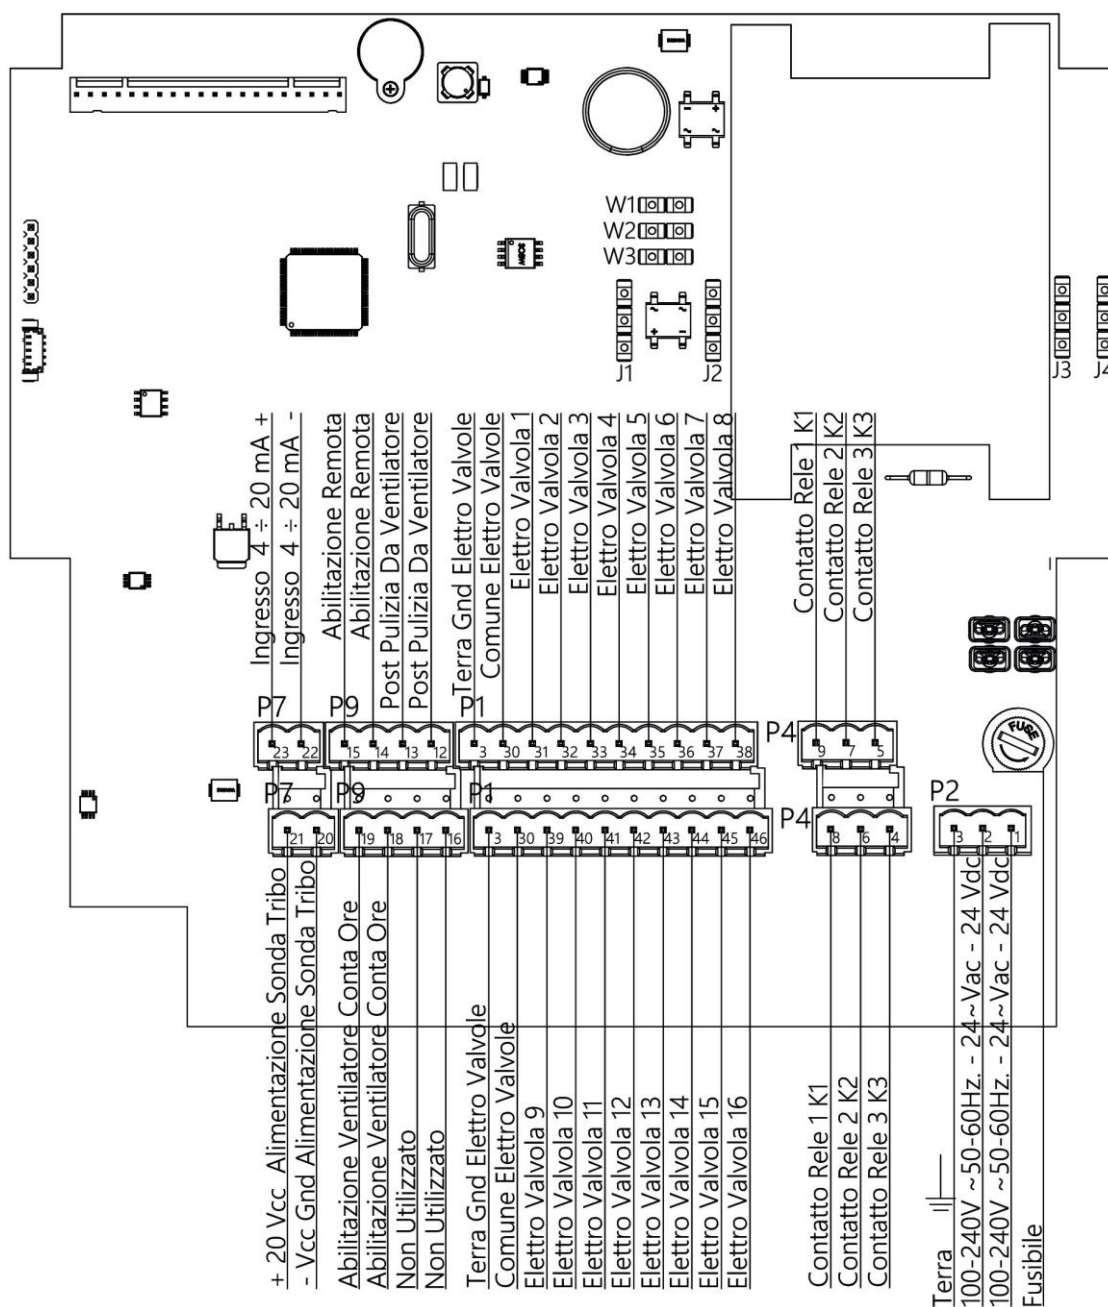 W1
W2
W3
J1
J2
J3
J4
Ingresso 4 ÷ 20 mA +
Ingresso 4 ÷ 20 mA -
Abilitazione Remota
Abilitazione Remota
Post Pulizia Da Ventilatore
Post Pulizia Da Ventilatore
Terra Gnd Elettro Valvole
Comune Elettro Valvole
Elettro Valvola 1
Elettro Valvola 2
Elettro Valvola 3
Elettro Valvola 4
Elettro Valvola 5
Elettro Valvola 6
Elettro Valvola 7
Elettro Valvola 8
Contatto Rele 1 K1
Contatto Rele 2 K2
Contatto Rele 3 K3
FUSE
P7
P9
P1
P4
23 22
15 14 13 12
3 30 31 32 33 34 35 36 37 38
9 7 5
P7
P9
P1
P4
P2
21 20
19 18 17 16
3 30 39 40 41 42 43 44 45 46
8 6 4
3 2 1
+ 20 Vcc Alimentazione Sonda Tribo
- Vcc Gnd Alimentazione Sonda Tribo
Abilitazione Ventilatore Conta Ore
Abilitazione Ventilatore Conta Ore
Non Utilizzato
Non Utilizzato
Terra Gnd Elettro Valvole
Comune Elettro Valvole
Elettro Valvola 9
Elettro Valvola 10
Elettro Valvola 11
Elettro Valvola 12
Elettro Valvola 13
Elettro Valvola 14
Elettro Valvola 15
Elettro Valvola 16
Contatto Rele 1 K1
Contatto Rele 2 K2
Contatto Rele 3 K3
Terra
100-240V ~50-60Hz. - 24~Vac - 24 Vdc
100-240V ~50-60Hz. - 24~Vac - 24 Vdc
Fusibile